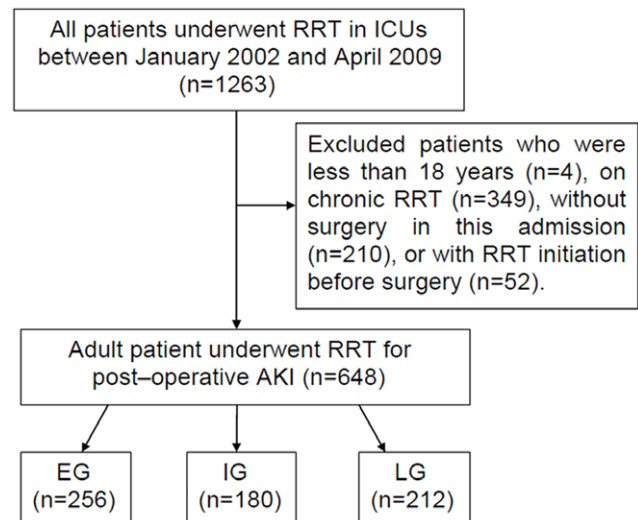 All patients underwent RRT in ICUs
between January 2002 and April 2009
(n=1263)
Excluded patients who were
less than 18 years (n=4), on
chronic RRT (n=349), without
surgery in this admission
(n=210), or with RRT initiation
before surgery (n=52).
Adult patient underwent RRT for
post–operative AKI (n=648)
EG
(n=256)
IG
(n=180)
LG
(n=212)